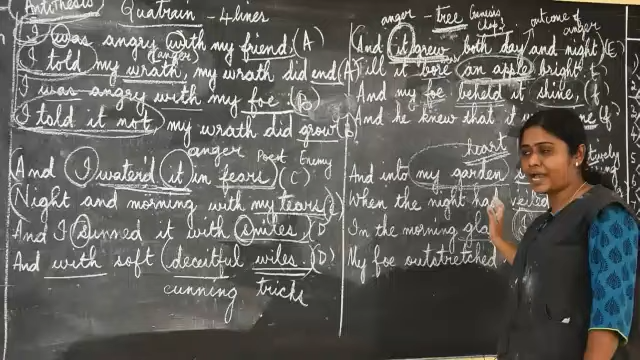 Antithesis Quatrain - 4 lines
I was angry with my friend, (A)
(anger)
I told my wrath, my wrath did end (A)
I was angry with my foe: (B)
I told it not, my wrath did grow (B)
anger Poet Enemy
And I water'd it in fears, (C)
Night and morning with my tears (C)
And I sunned it with smiles, (D)
And with soft (deceitful wiles. (D)
cunning tricks
anger - tree Genesis outcome of anger
And it grew both day and night (E)
Till it bore an apple bright.
And my foe beheld it shine, (f)
And he knew that it
heart
And into my garden
When the night had
In the morning
My foe outstretched